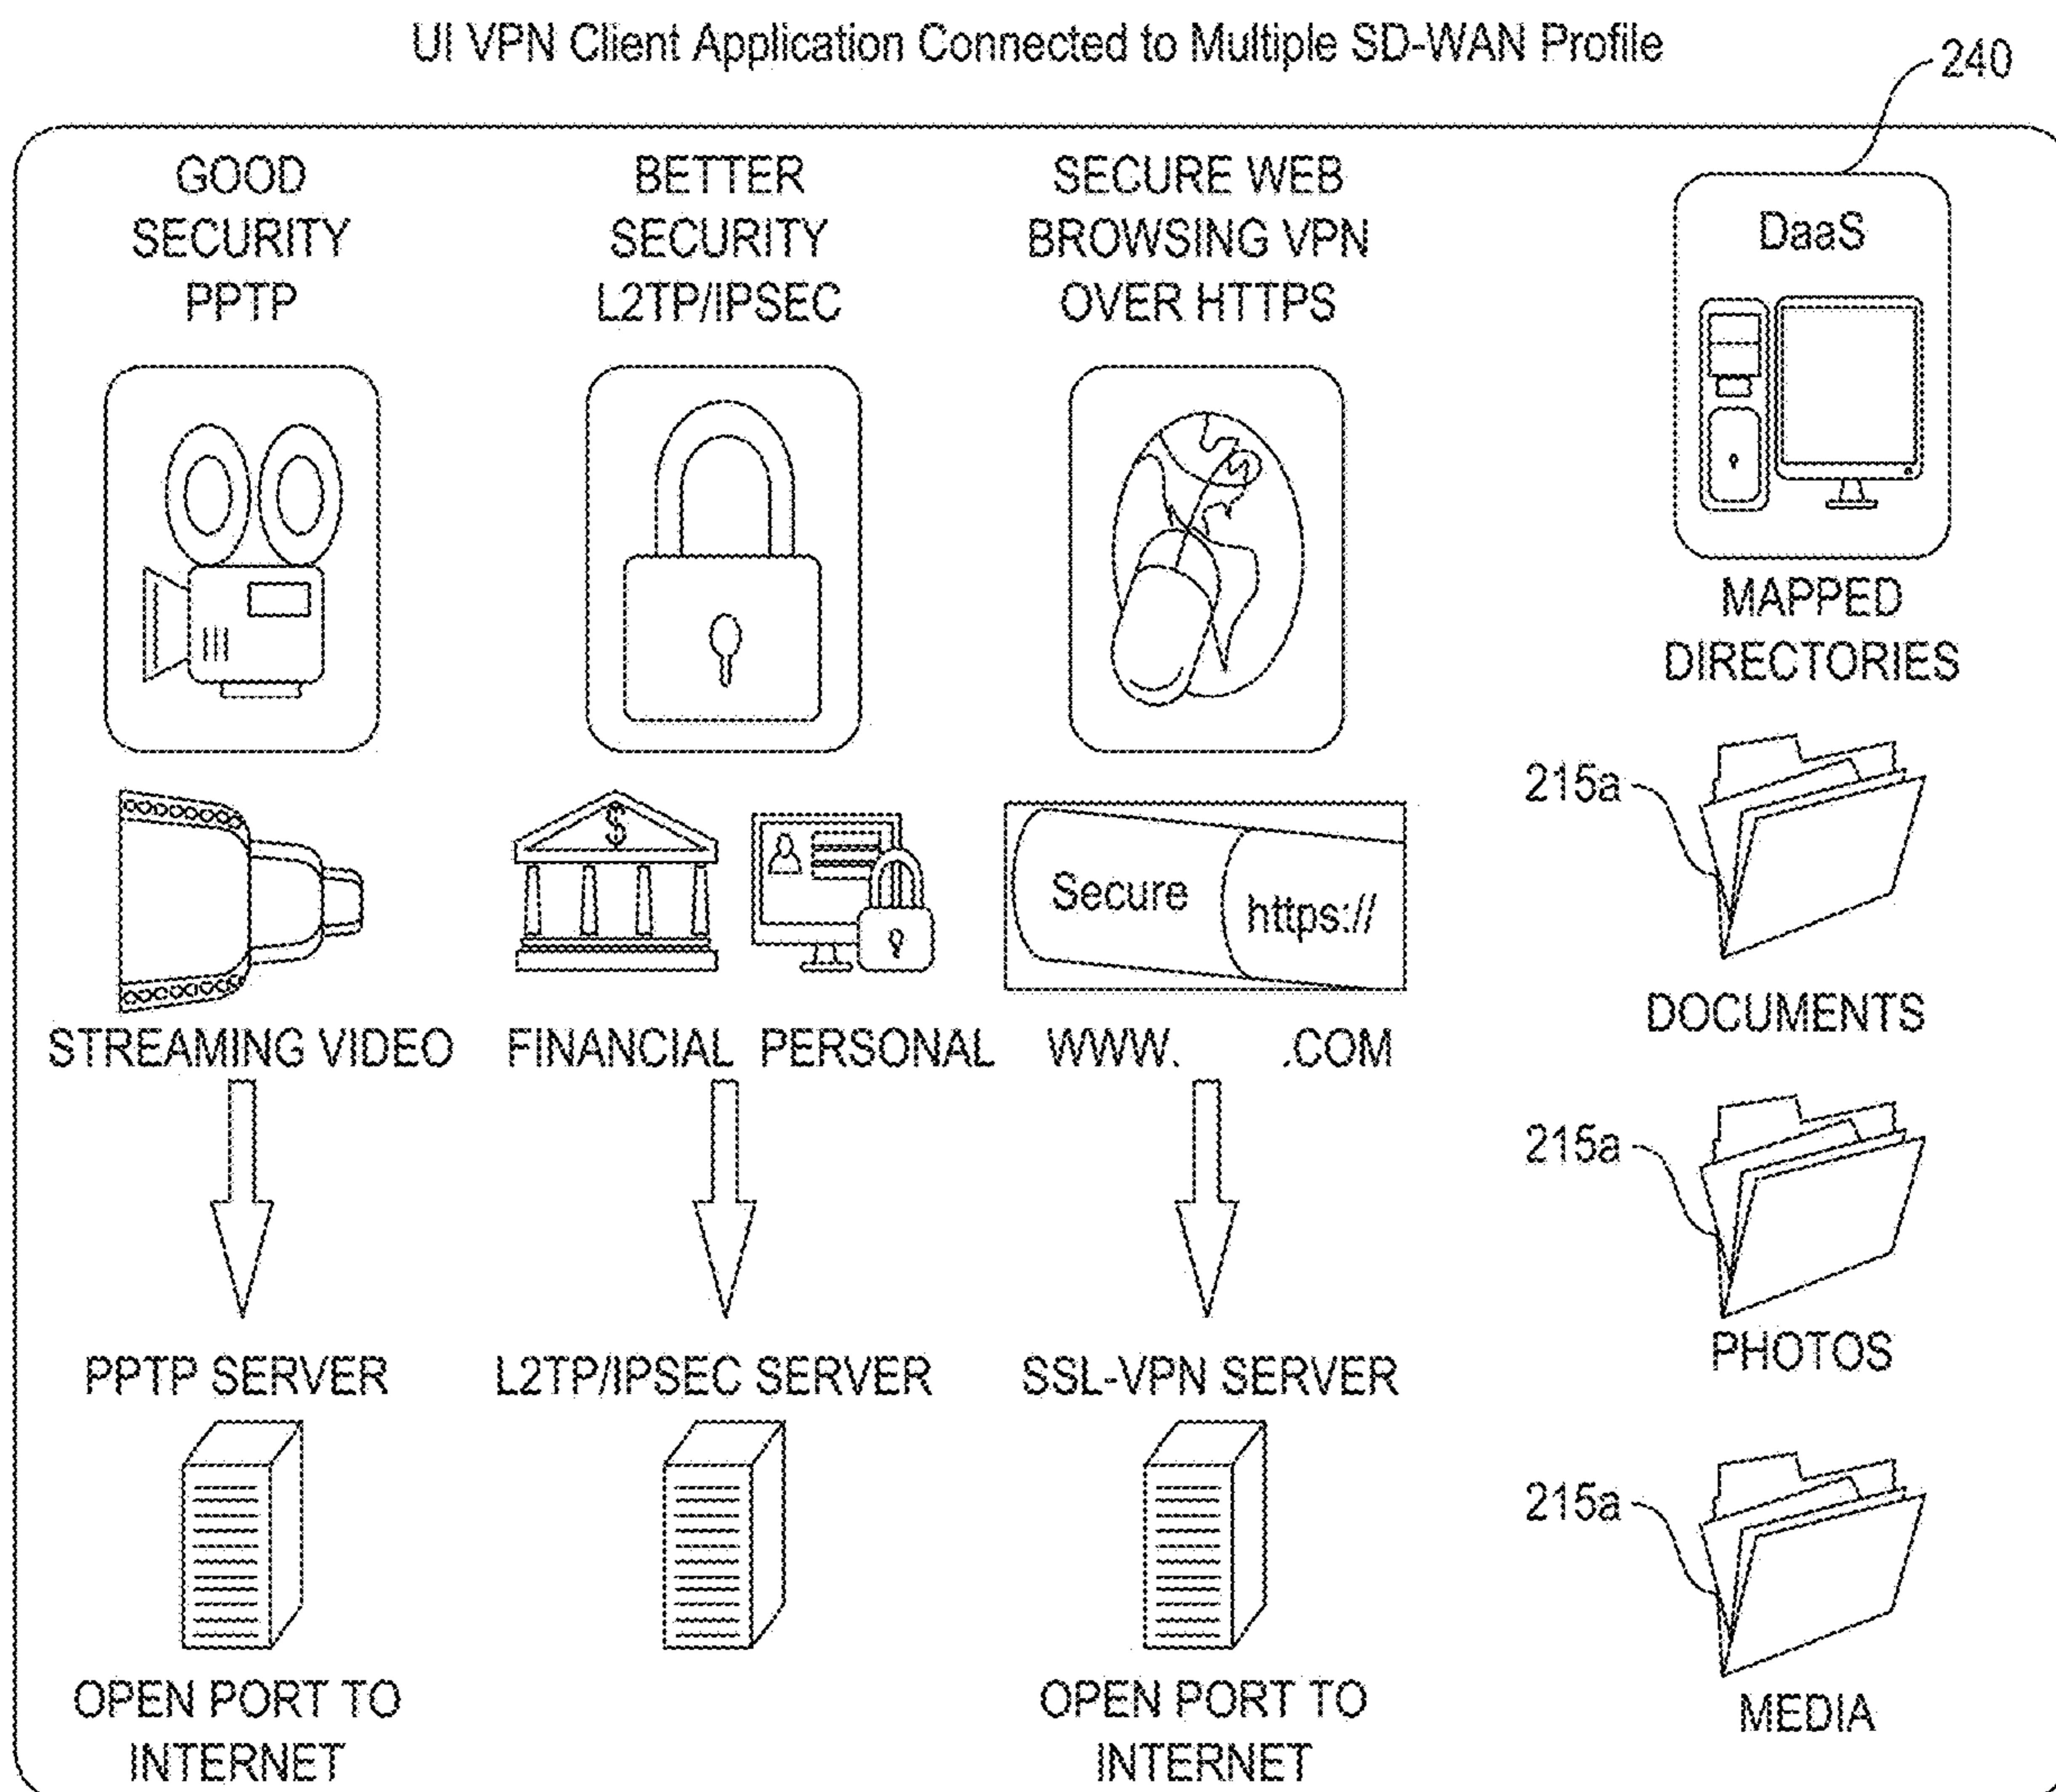 UI VPN Client Application Connected to Multiple SD-WAN Profile
240
GOOD
SECURITY
PPTP
BETTER
SECURITY
L2TP/IPSEC
SECURE WEB
BROWSING VPN
OVER HTTPS
DaaS
MAPPED
DIRECTORIES
$
Secure
https://
STREAMING VIDEO
FINANCIAL
PERSONAL
WWW. .COM
215a
DOCUMENTS
215a
PHOTOS
215a
MEDIA
PPTP SERVER
L2TP/IPSEC SERVER
SSL-VPN SERVER
OPEN PORT TO
INTERNET
OPEN PORT TO
INTERNET